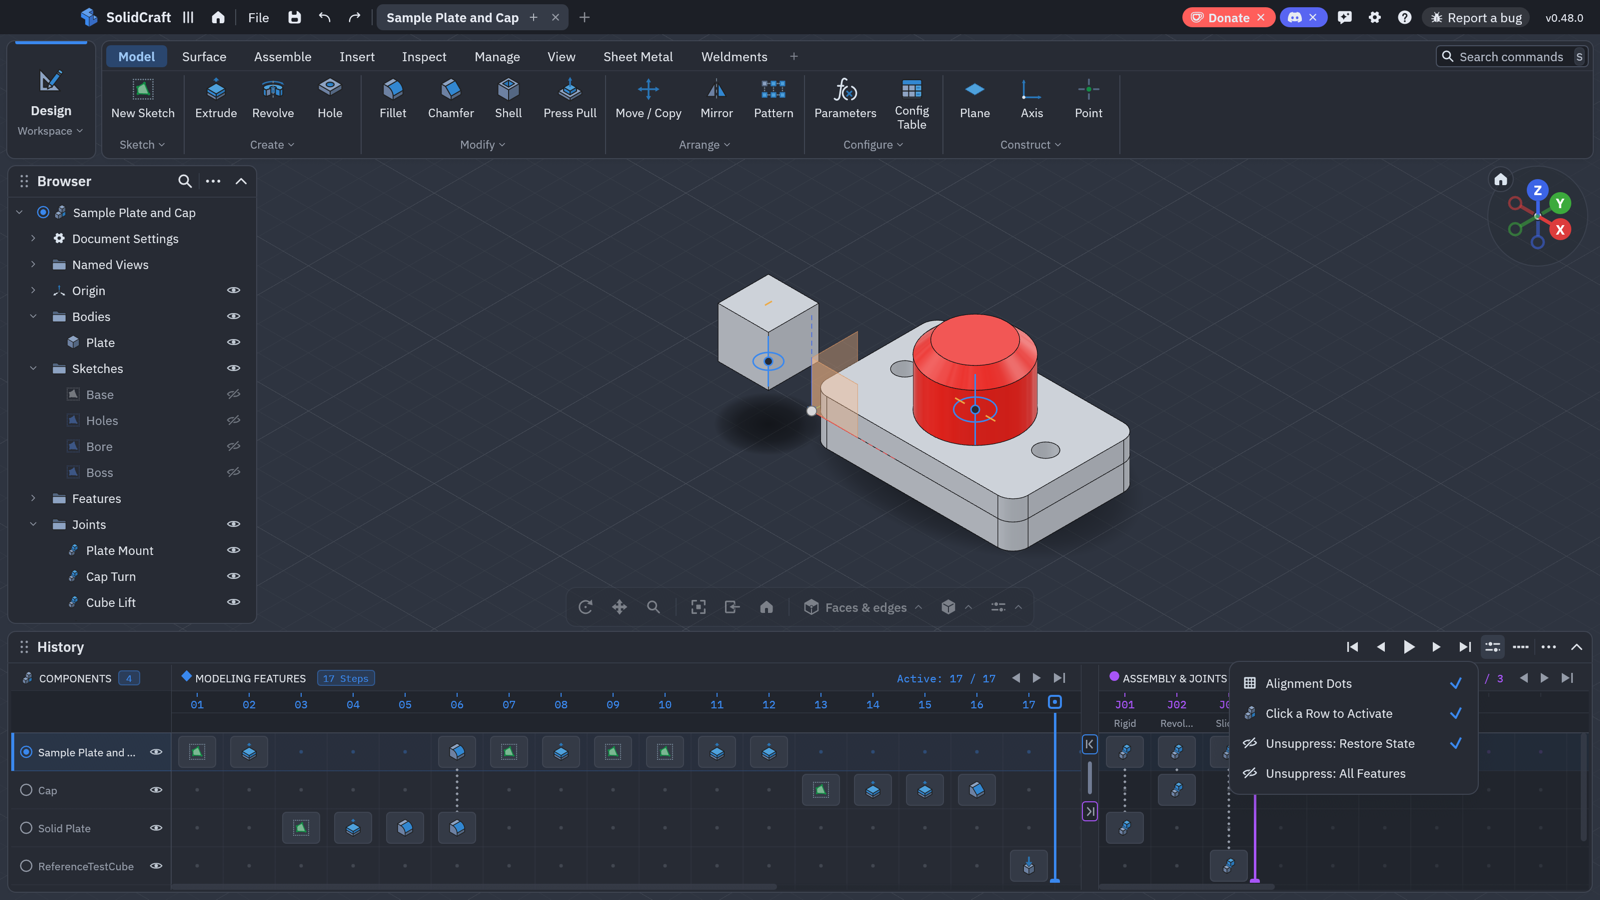 SolidCraft File Sample Plate and Cap Donate Report a bug v0.48.0
Model Surface Assemble Insert Inspect Manage View Sheet Metal Weldments Search commands S
Design
Workspace
New Sketch Extrude Revolve Hole Fillet Chamfer Shell Press Pull Move / Copy Mirror Pattern Parameters Config Table Plane Axis Point
Sketch Create Modify Arrange Configure Construct
Browser
Sample Plate and Cap
Document Settings
Named Views
Origin
Bodies
Plate
Sketches
Base
Holes
Bore
Boss
Features
Joints
Plate Mount
Cap Turn
Cube Lift
Z
Y
X
Faces & edges
History
COMPONENTS 4 MODELING FEATURES 17 Steps Active: 17 / 17 ASSEMBLY & JOINTS / 3
01 02 03 04 05 06 07 08 09 10 11 12 13 14 15 16 17 J01 J02
Rigid Revol...
Sample Plate and ...
Cap
Solid Plate
ReferenceTestCube
Alignment Dots
Click a Row to Activate
Unsuppress: Restore State
Unsuppress: All Features